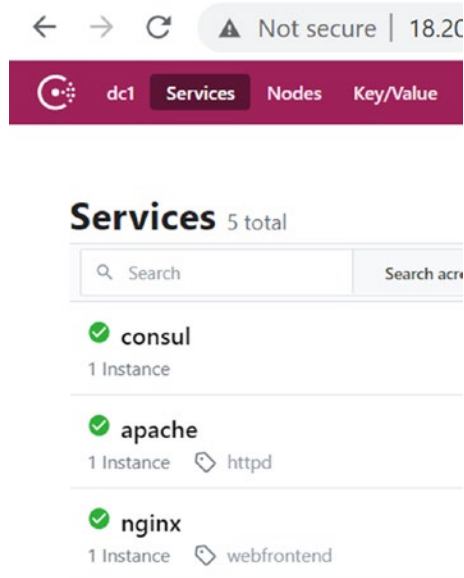 Not secure | 18.20
dc1 Services Nodes Key/Value
Services 5 total
Search Search acr
consul
1 Instance
apache
1 Instance httpd
nginx
1 Instance webfrontend